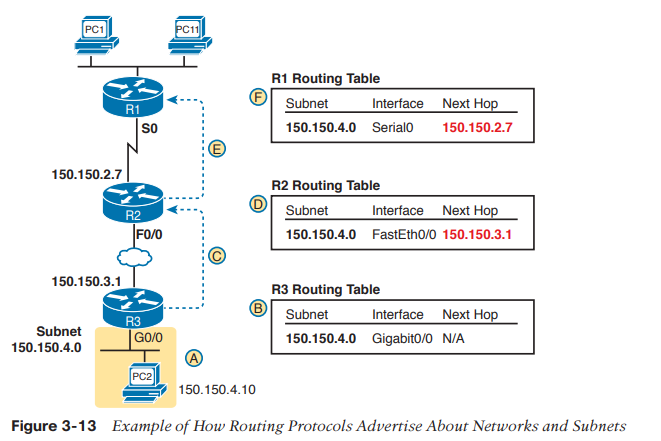 PC1
PC11
R1
S0
E
150.150.2.7
R2
F0/0
C
150.150.3.1
R3
G0/0
Subnet
150.150.4.0
A
PC2
150.150.4.10
R1 Routing Table
F
Subnet Interface Next Hop
150.150.4.0 Serial0 150.150.2.7
R2 Routing Table
D
Subnet Interface Next Hop
150.150.4.0 FastEth0/0 150.150.3.1
R3 Routing Table
B
Subnet Interface Next Hop
150.150.4.0 Gigabit0/0 N/A
Figure 3-13 Example of How Routing Protocols Advertise About Networks and Subnets